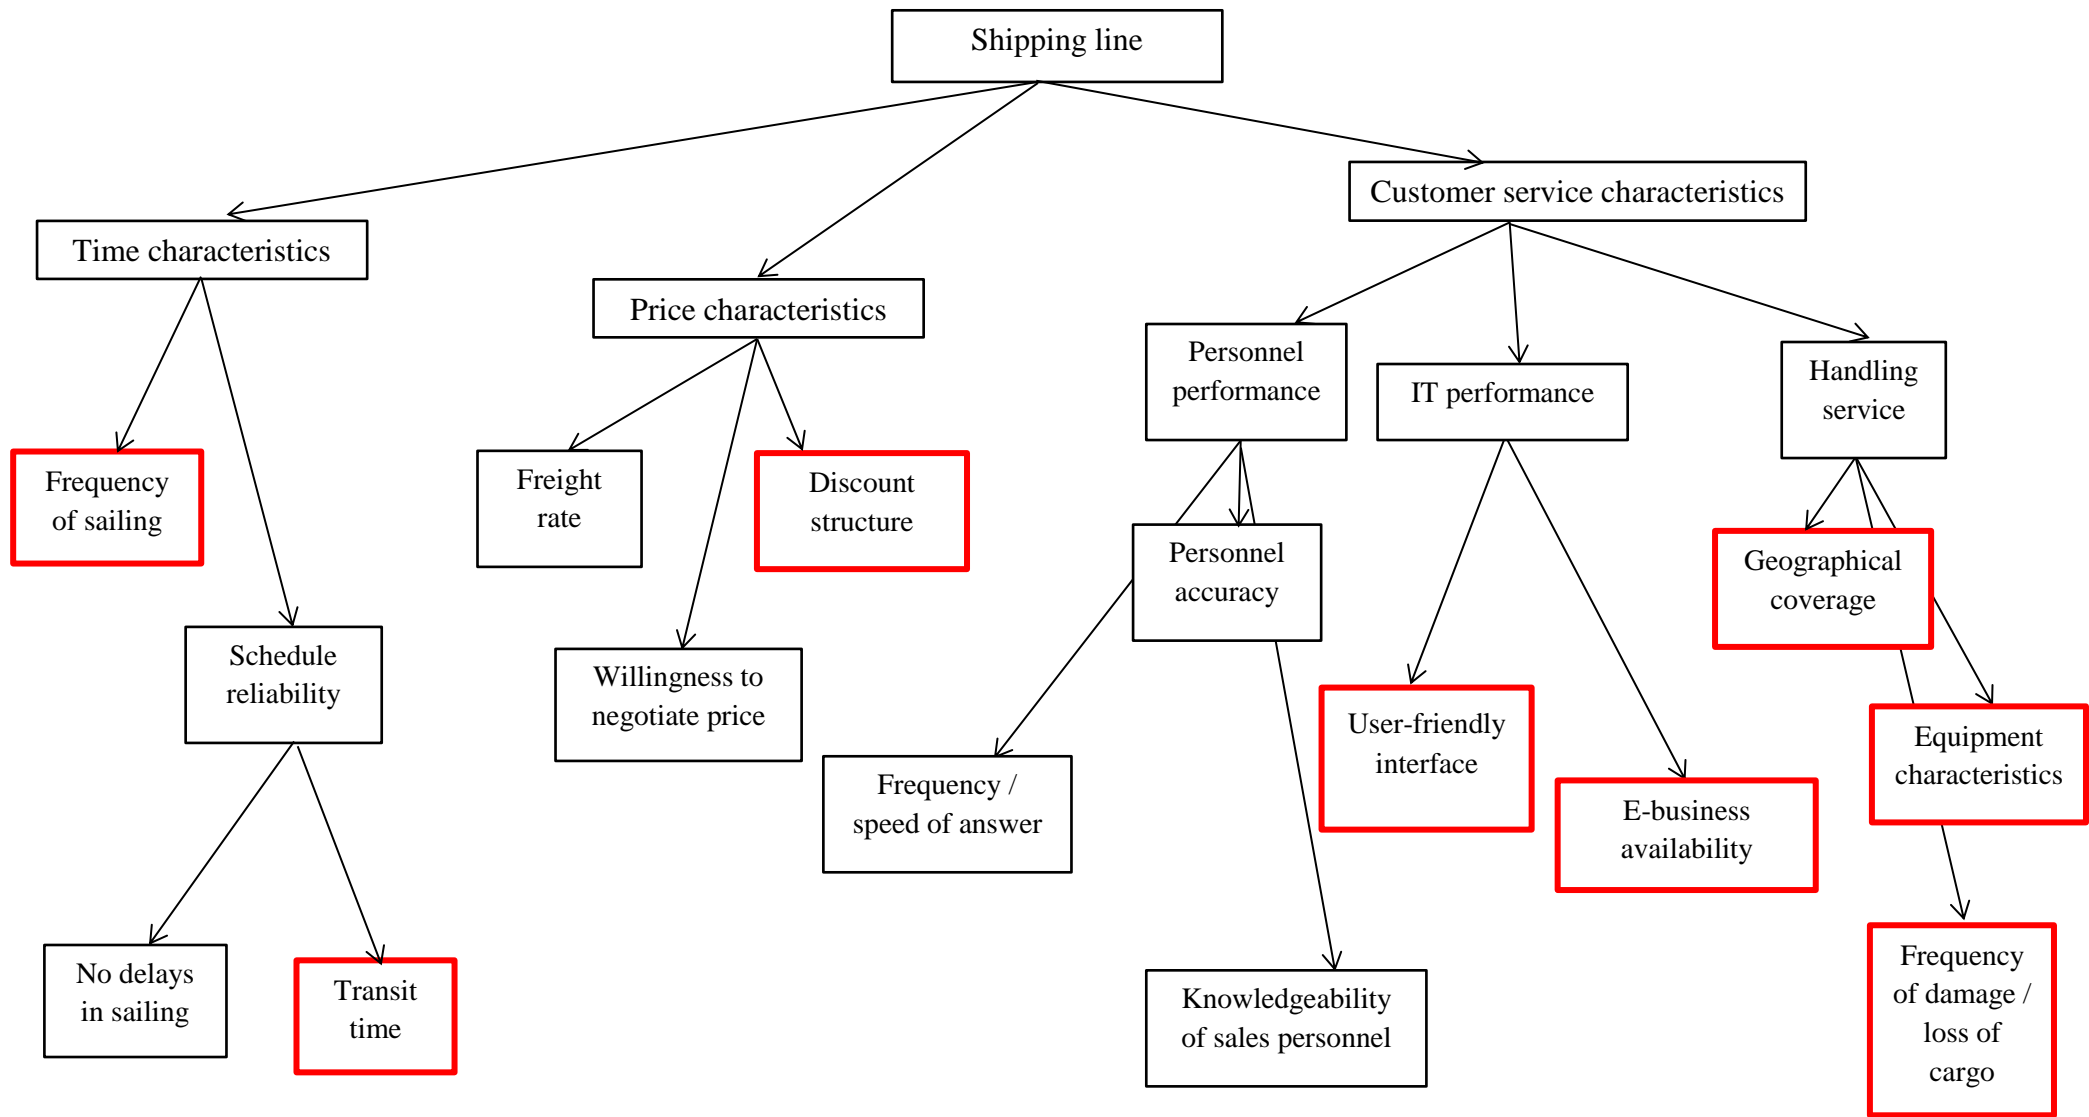 Shipping line
Customer service characteristics
Time characteristics
Price characteristics
Personnel
performance
IT performance
Handling
service
Frequency
of sailing
Freight
rate
Discount
structure
Personnel
accuracy
Geographical
coverage
Schedule
reliability
Willingness to
negotiate price
User-friendly
interface
Equipment
characteristics
Frequency /
speed of answer
E-business
availability
No delays
in sailing
Transit
time
Knowledgeability
of sales personnel
Frequency
of damage /
loss of
cargo